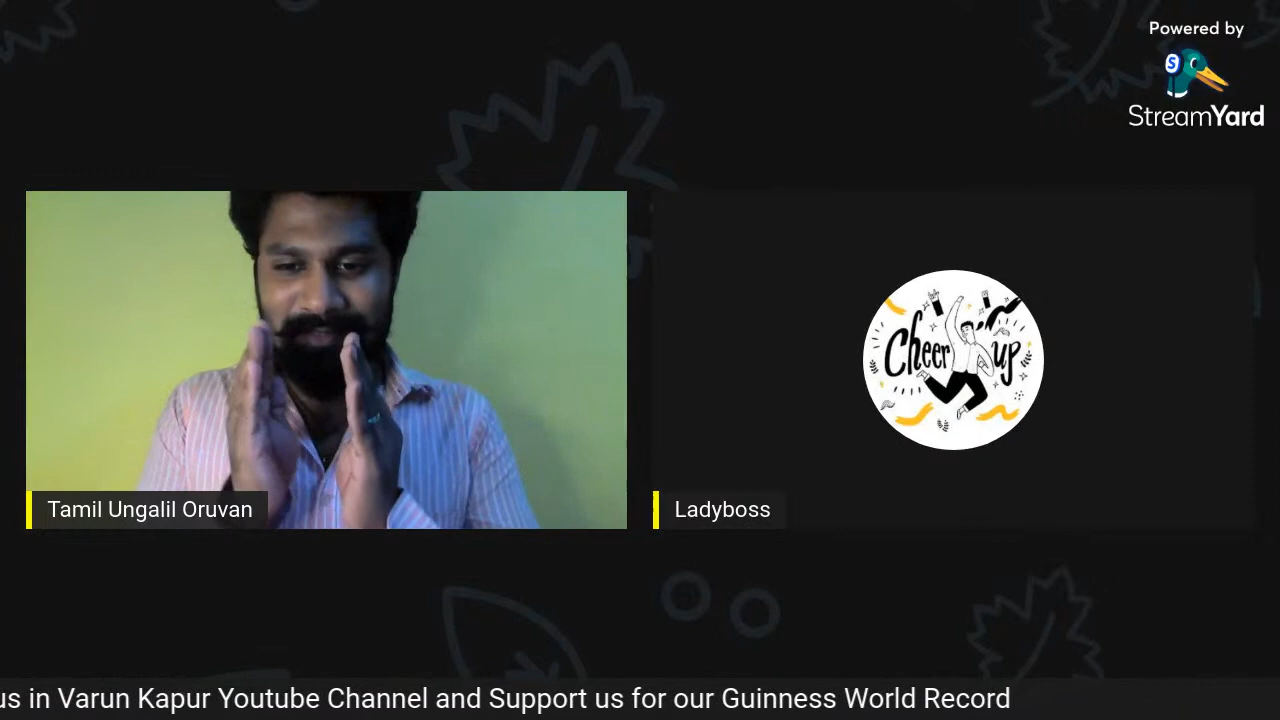 Powered by
S
StreamYard
Cheer up
Tamil Ungalil Oruvan
Ladyboss
us in Varun Kapur Youtube Channel and Support us for our Guinness World Record